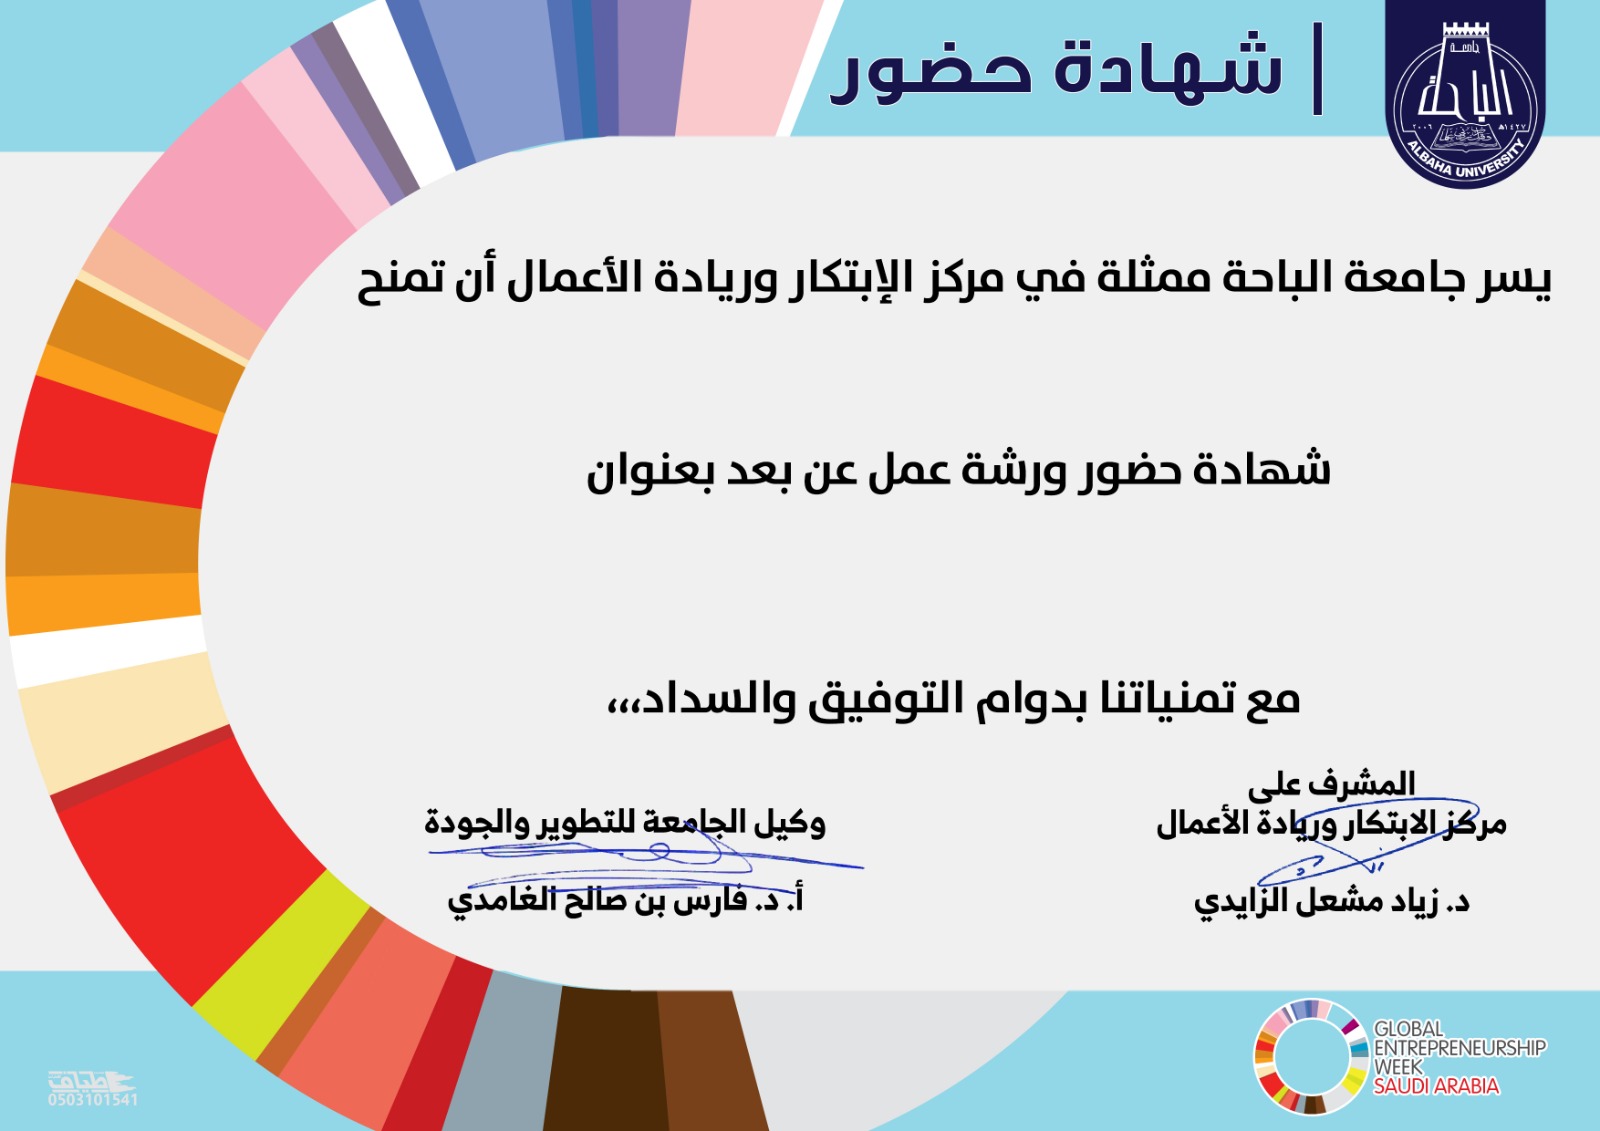 شهادة حضور |
جامعة
الباحة
٢٠٠٦ ١٤٢٧هـ
ALBAHA UNIVERSITY
يسر جامعة الباحة ممثلة في مركز الإبتكار وريادة الأعمال أن تمنح
شهادة حضور ورشة عمل عن بعد بعنوان
مع تمنياتنا بدوام التوفيق والسداد،،،
المشرف على
مركز الابتكار وريادة الأعمال
د. زياد مشعل الزايدي
وكيل الجامعة للتطوير والجودة
أ. د. فارس بن صالح الغامدي
GLOBAL
ENTREPRENEURSHIP
WEEK
SAUDI ARABIA
0503101541